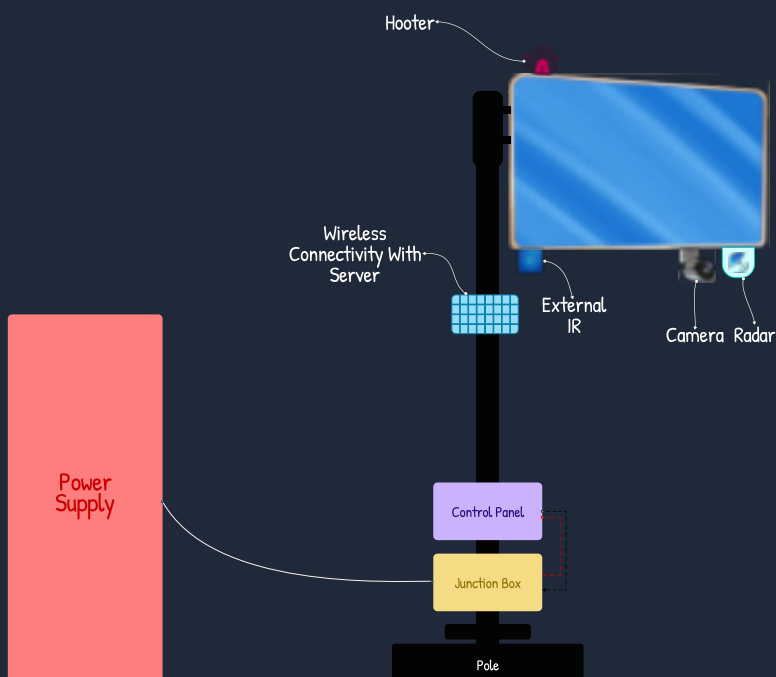 Hooter
Wireless
Connectivity With
Server
External
IR
Camera
Radar
Power
Supply
Control Panel
Junction Box
Pole